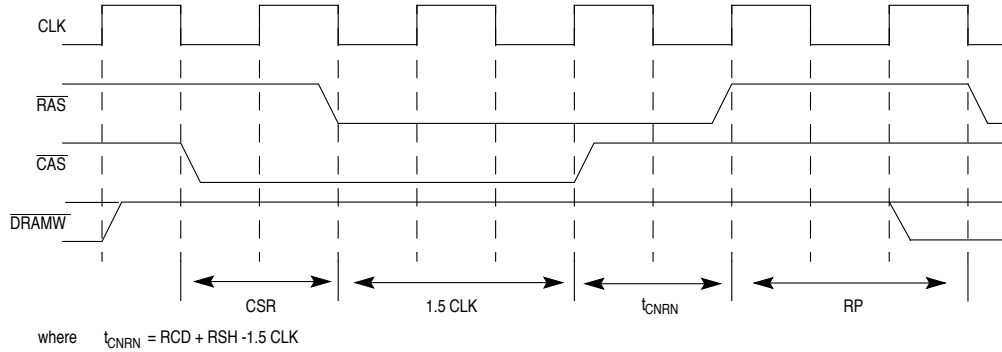 CLK
RAS
CAS
DRAMW
CSR 1.5 CLK tCNRN RP
where tCNRN = RCD + RSH -1.5 CLK